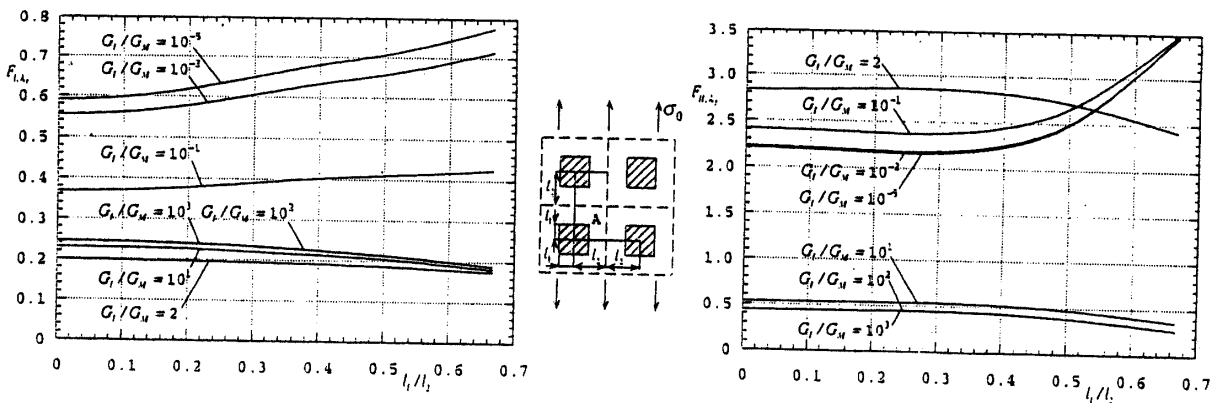 0.8
0.7
0.6
0.5
0.4
0.3
0.2
0.1
0
F_{I,λ_1}
G_I/G_M = 10^{-5}
G_I/G_M = 10^{-2}
G_I/G_M = 10^{-1}
G_I/G_M = 10^3 G_I/G_M = 10^2
G_I/G_M = 10^1
G_I/G_M = 2
0 0.1 0.2 0.3 0.4 0.5 0.6 0.7
l_1/l_2
σ_0
A
3.5
3.0
2.5
2.0
1.5
1.0
0.5
0
G_I/G_M = 2
G_I/G_M = 10^{-1}
G_I/G_M = 10^{-2}
G_I/G_M = 10^{-5}
G_I/G_M = 10^1
G_I/G_M = 10^2
G_I/G_M = 10^3
0 0.1 0.2 0.3 0.4 0.5 0.6 0.7
l_1/l_2